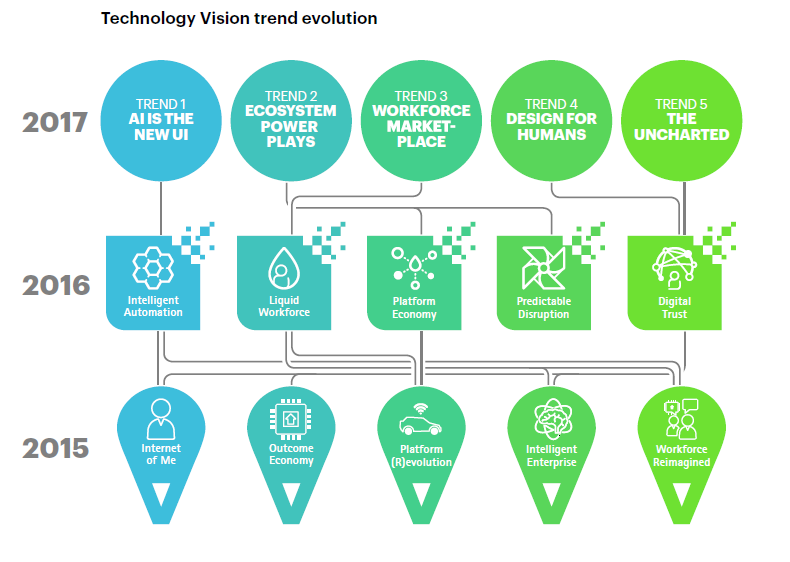 Technology Vision trend evolution
2017
TREND 1
AI IS THE
NEW UI
TREND 2
ECOSYSTEM
POWER
PLAYS
TREND 3
WORKFORCE
MARKET-
PLACE
TREND 4
DESIGN FOR
HUMANS
TREND 5
THE
UNCHARTED
2016
Intelligent
Automation
Liquid
Workforce
Platform
Economy
Predictable
Disruption
Digital
Trust
2015
Internet
of Me
Outcome
Economy
Platform
(R)evolution
Intelligent
Enterprise
Workforce
Reimagined